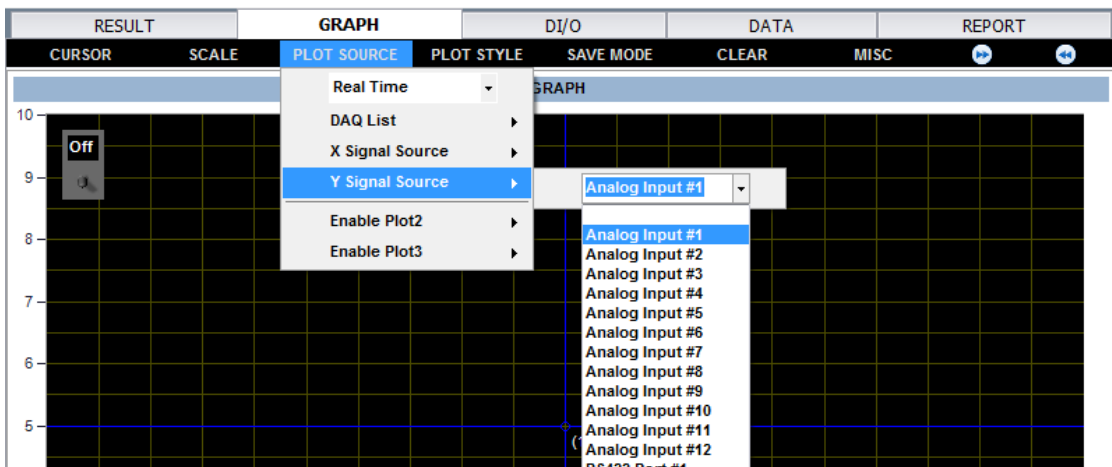 RESULT GRAPH DI/O DATA REPORT
CURSOR SCALE PLOT SOURCE PLOT STYLE SAVE MODE CLEAR MISC
GRAPH
Real Time
DAQ List
X Signal Source
Y Signal Source
Enable Plot2
Enable Plot3
Analog Input #1
Analog Input #1
Analog Input #2
Analog Input #3
Analog Input #4
Analog Input #5
Analog Input #6
Analog Input #7
Analog Input #8
Analog Input #9
Analog Input #10
Analog Input #11
Analog Input #12
Off
10
9
8
7
6
5